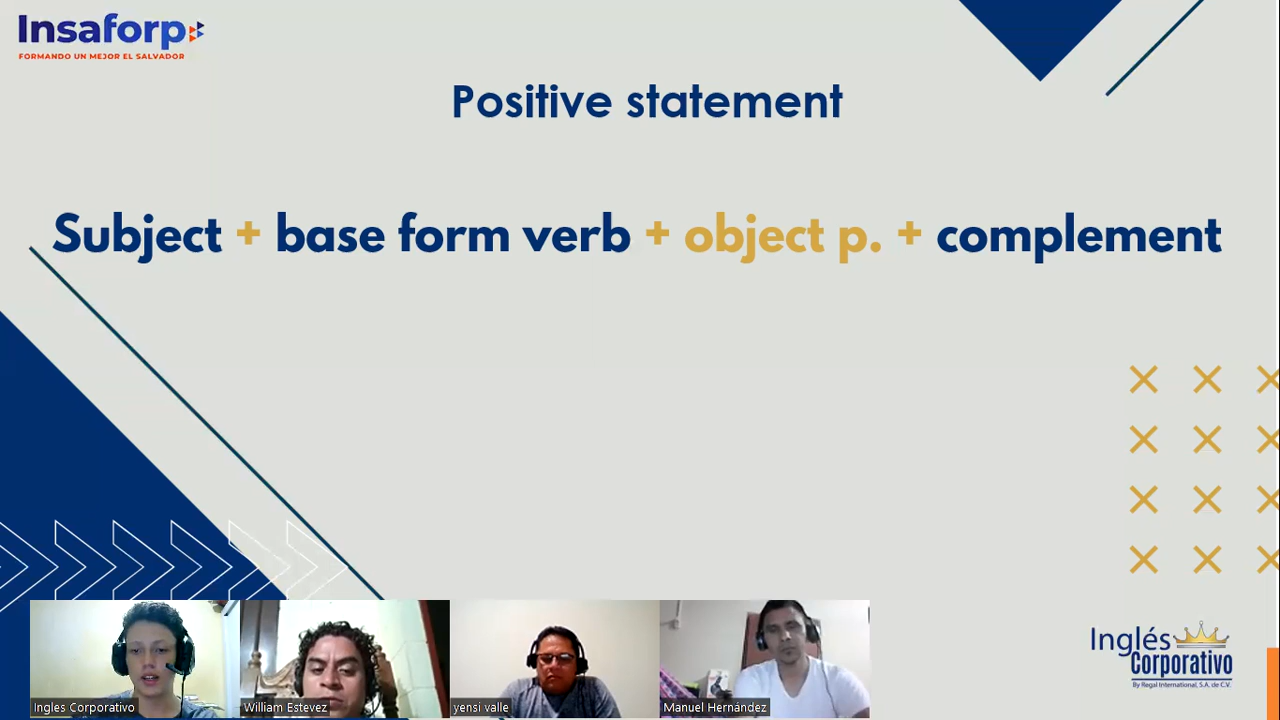 Insaforp
FORMANDO UN MEJOR EL SALVADOR
Positive statement
Subject + base form verb + object p. + complement
Inglés
Corporativo
By Regal International, S.A. de C.V.
Ingles Corporativo
William Estevez
yensi valle
Manuel Hernández